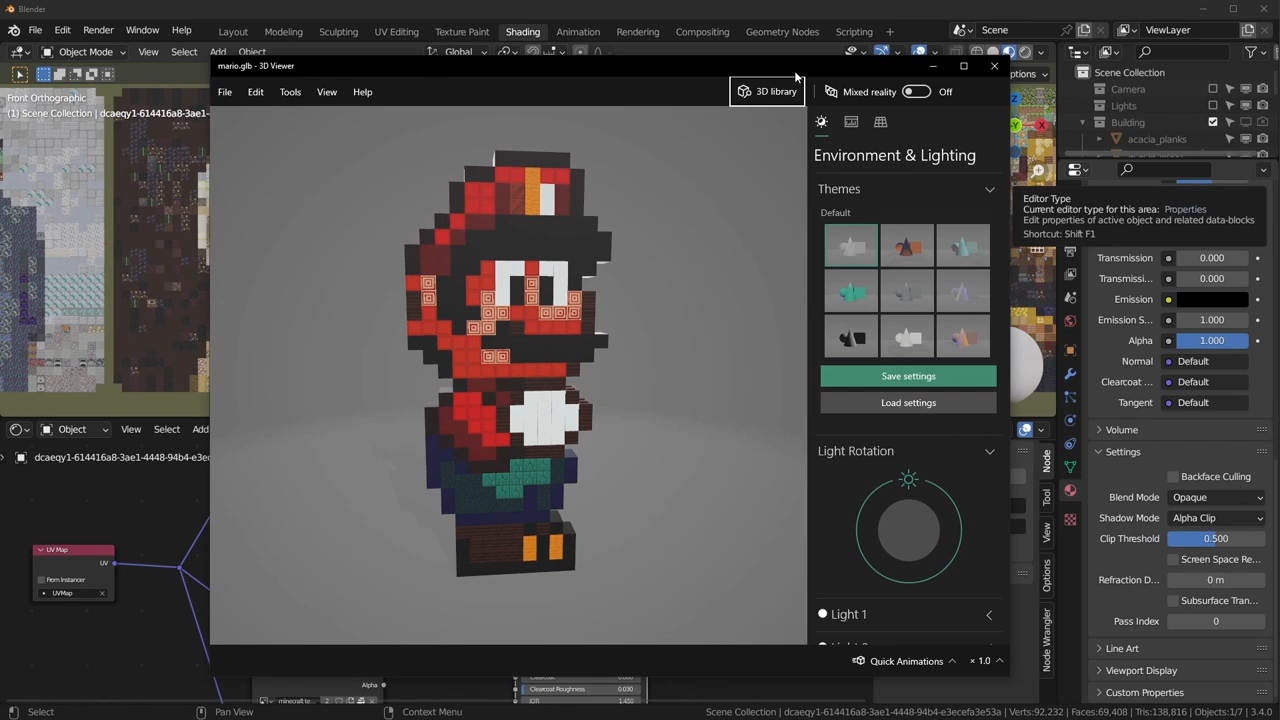 Blender
File Edit Render Window Help Layout Modeling Sculpting UV Editing Texture Paint Shading Animation Rendering Compositing Geometry Nodes Scripting + Scene ViewLayer
Object Mode View Select Add Object Global
Options
Front Orthographic
(1) Scene Collection | dcaeqy1-614416a8-3ae1-
mario.glb - 3D Viewer
File Edit Tools View Help 3D library Mixed reality Off
Environment & Lighting
Themes
Default
Save settings
Load settings
Light Rotation
Light 1
Quick Animations × 1.0
Z
Y
X
Scene Collection
Camera
Lights
Building
acacia_planks
Editor Type
Current editor type for this area: Properties
Edit properties of active object and related data-blocks
Shortcut: Shift F1
Transmission 0.000
Transmission 0.000
Emission
Emission S... 1.000
Alpha 1.000
Normal Default
Clearcoat ... Default
Tangent Default
Volume
Settings
Backface Culling
Blend Mode Opaque
Shadow Mode Alpha Clip
Clip Threshold 0.500
Screen Space Re...
Refraction D... 0 m
Subsurface Tran...
Pass Index 0
Line Art
Viewport Display
Custom Properties
Object View Select Add
dcaeqy1-614416a8-3ae1-4448-94b4-e3ec
UV Map
UV
From Instancer
UVMap
Alpha
Clearcoat
Clearcoat Roughness 0.030
IOR 1.450
Node
Tool
View
Options
Node Wrangler
Select Pan View Context Menu Scene Collection | dcaeqy1-614416a8-3ae1-4448-94b4-e3ecefa3e53a | Verts:92,232 | Faces:69,408 | Tris:138,816 | Objects:1/7 | 3.4.0